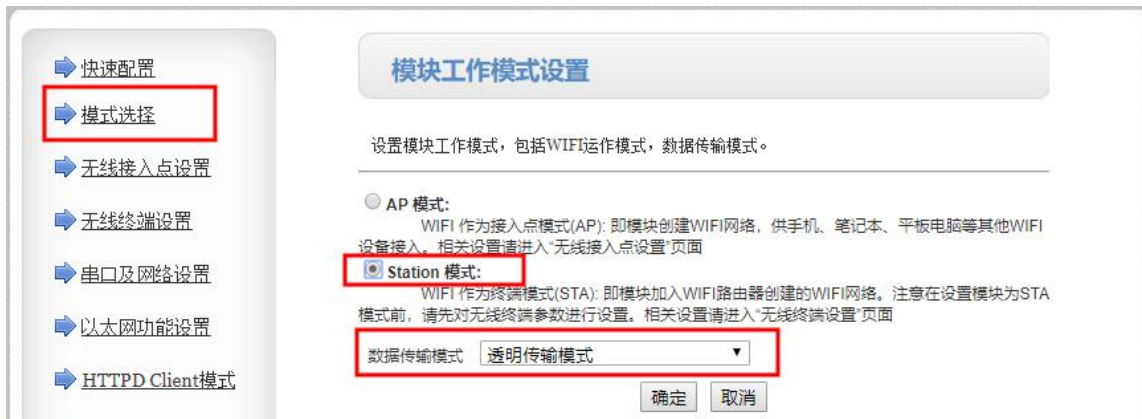 快速配置
模式选择
无线接入点设置
无线终端设置
串口及网络设置
以太网功能设置
HTTPD Client模式
模块工作模式设置
设置模块工作模式，包括WIFI运作模式，数据传输模式。
AP 模式:
WIFI 作为接入点模式(AP): 即模块创建WIFI网络，供手机、笔记本、平板电脑等其他WIFI
设备接入。相关设置请进入“无线接入点设置”页面
Station 模式:
WIFI 作为终端模式(STA): 即模块加入WIFI路由器创建的WIFI网络。注意在设置模块为STA
模式前，请先对无线终端参数进行设置。相关设置请进入“无线终端设置”页面
数据传输模式 透明传输模式
确定 取消